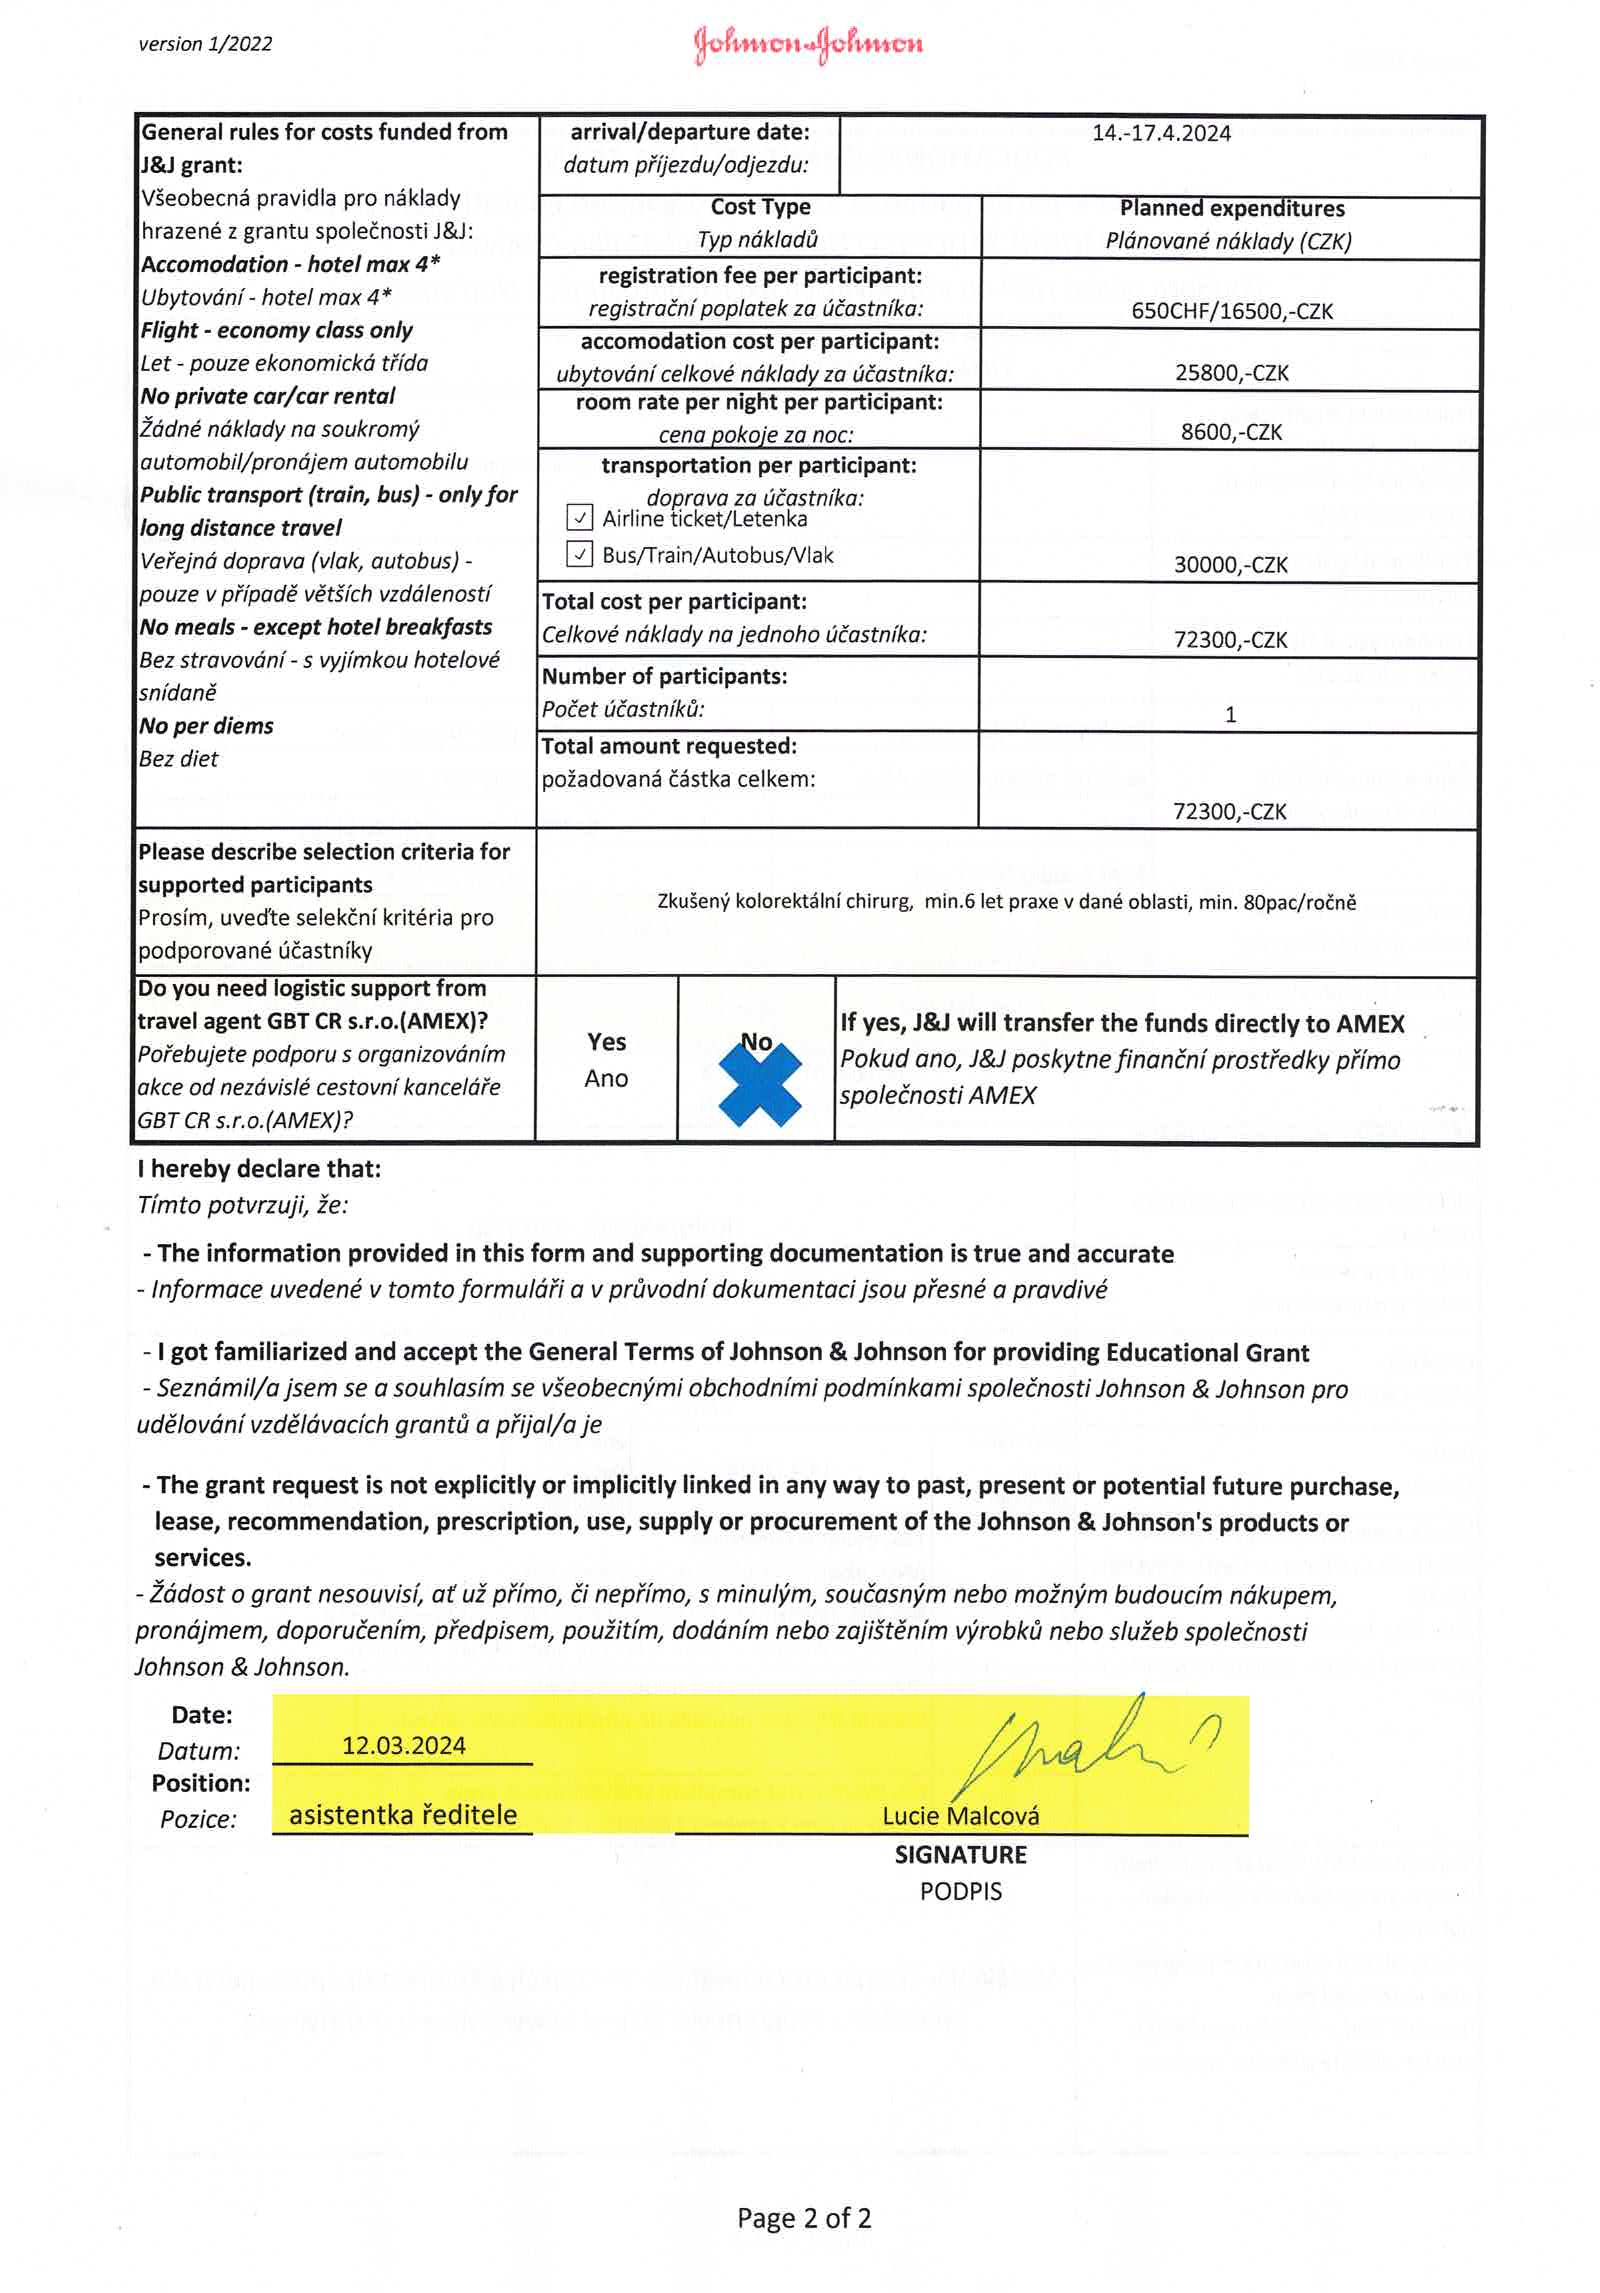 version 1/2022
Johnson & Johnson
General rules for costs funded from
J&J grant:
Všeobecná pravidla pro náklady
hrazené z grantu společnosti J&J:
Accomodation - hotel max 4*
Ubytování - hotel max 4*
Flight - economy class only
Let - pouze ekonomická třída
No private car/car rental
Žádné náklady na soukromý
automobil/pronájem automobilu
Public transport (train, bus) - only for
long distance travel
Veřejná doprava (vlak, autobus) -
pouze v případě větších vzdáleností
No meals - except hotel breakfasts
Bez stravování - s vyjímkou hotelové
snídaně
No per diems
Bez diet
arrival/departure date:
datum příjezdu/odjezdu:
14.-17.4.2024
Cost Type
Typ nákladů
Planned expenditures
Plánované náklady (CZK)
registration fee per participant:
registrační poplatek za účastníka:
650CHF/16500,-CZK
accomodation cost per participant:
ubytování celkové náklady za účastníka:
25800,-CZK
room rate per night per participant:
cena pokoje za noc:
8600,-CZK
transportation per participant:
doprava za účastníka:
Airline ticket/Letenka
Bus/Train/Autobus/Vlak
30000,-CZK
Total cost per participant:
Celkové náklady na jednoho účastníka:
72300,-CZK
Number of participants:
Počet účastníků:
1
Total amount requested:
požadovaná částka celkem:
72300,-CZK
Please describe selection criteria for
supported participants
Prosím, uveďte selekční kritéria pro
podporované účastníky
Zkušený kolorektální chirurg, min.6 let praxe v dané oblasti, min. 80pac/ročně
Do you need logistic support from
travel agent GBT CR s.r.o.(AMEX)?
Pořebujete podporu s organizováním
akce od nezávislé cestovní kanceláře
GBT CR s.r.o.(AMEX)?
Yes
Ano
No
If yes, J&J will transfer the funds directly to AMEX
Pokud ano, J&J poskytne finanční prostředky přímo
společnosti AMEX
I hereby declare that:
Tímto potvrzuji, že:
- The information provided in this form and supporting documentation is true and accurate
- Informace uvedené v tomto formuláři a v průvodní dokumentaci jsou přesné a pravdivé
- I got familiarized and accept the General Terms of Johnson & Johnson for providing Educational Grant
- Seznámil/a jsem se a souhlasím se všeobecnými obchodními podmínkami společnosti Johnson & Johnson pro
udělování vzdělávacích grantů a přijal/a je
- The grant request is not explicitly or implicitly linked in any way to past, present or potential future purchase,
lease, recommendation, prescription, use, supply or procurement of the Johnson & Johnson's products or
services.
- Žádost o grant nesouvisí, ať už přímo, či nepřímo, s minulým, současným nebo možným budoucím nákupem,
pronájmem, doporučením, předpisem, použitím, dodáním nebo zajištěním výrobků nebo služeb společnosti
Johnson & Johnson.
Date:
Datum:
12.03.2024
Position:
Pozice:
asistentka ředitele
Lucie Malcová
SIGNATURE
PODPIS
Page 2 of 2